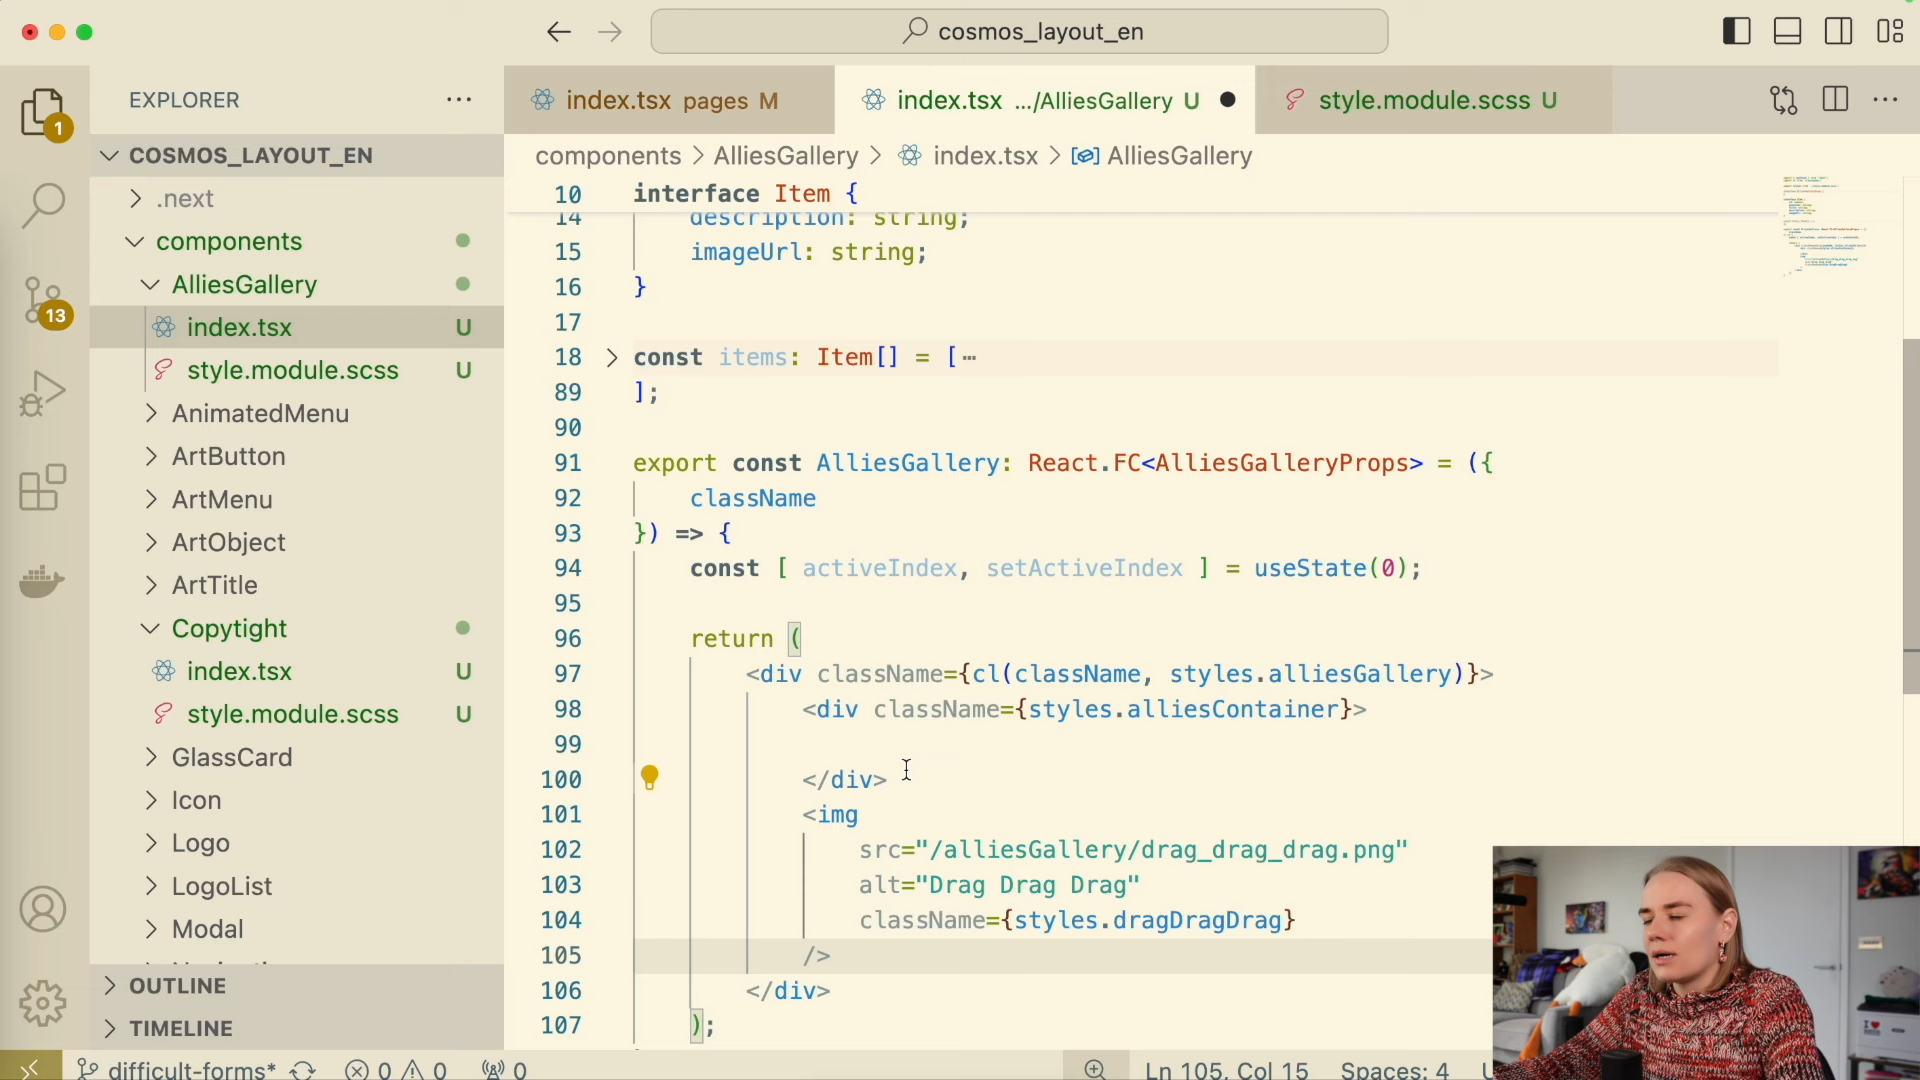 cosmos_layout_en
EXPLORER
index.tsx pages M
index.tsx .../AlliesGallery U
style.module.scss U
1
COSMOS_LAYOUT_EN
components > AlliesGallery > index.tsx > AlliesGallery
.next
components
AlliesGallery
index.tsx U
style.module.scss U
13
AnimatedMenu
ArtButton
ArtMenu
ArtObject
ArtTitle
Copytight
index.tsx U
style.module.scss U
GlassCard
Icon
Logo
LogoList
Modal
OUTLINE
TIMELINE
10 interface Item {
14 description: string;
15 imageUrl: string;
16 }
17
18 const items: Item[] = [⋯
89 ];
90
91 export const AlliesGallery: React.FC<AlliesGalleryProps> = ({
92 className
93 }) => {
94 const [ activeIndex, setActiveIndex ] = useState(0);
95
96 return (
97 <div className={cl(className, styles.alliesGallery)}>
98 <div className={styles.alliesContainer}>
99
100 </div>
101 <img
102 src="/alliesGallery/drag_drag_drag.png"
103 alt="Drag Drag Drag"
104 className={styles.dragDragDrag}
105 />
106 </div>
107 );
difficult-forms* 0 0 0
Ln 105, Col 15 Spaces: 4